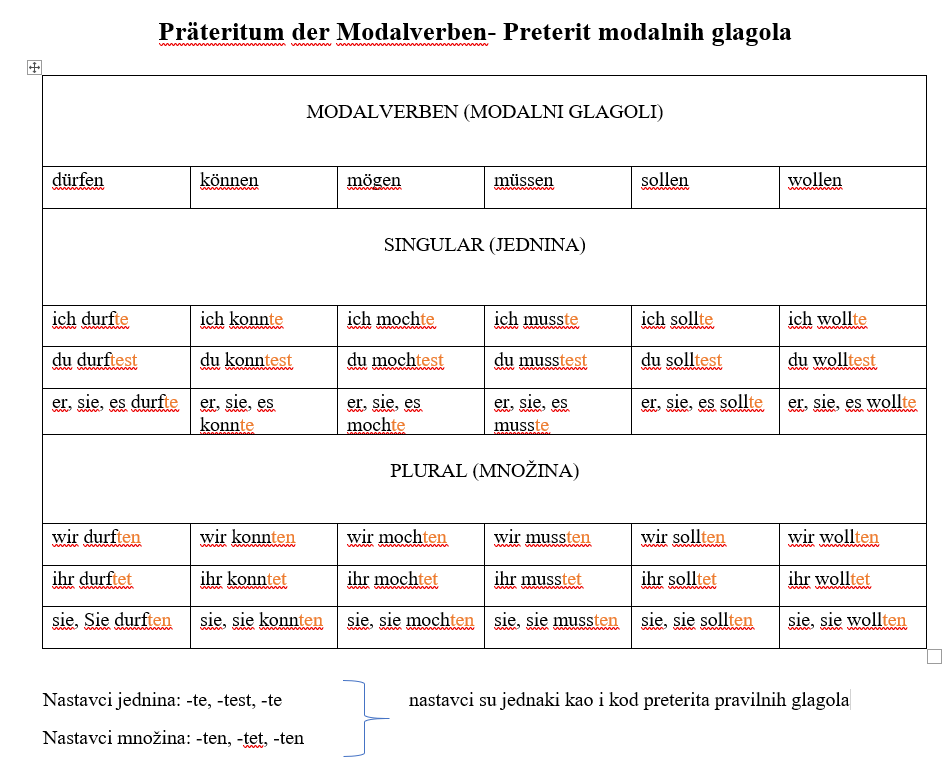 Präteritum der Modalverben- Preterit modalnih glagola
MODALVERBEN (MODALNI GLAGOLI)
dürfen können mögen müssen sollen wollen
SINGULAR (JEDNINA)
ich durfte ich konnte ich mochte ich musste ich sollte ich wollte
du durftest du konntest du mochtest du musstest du solltest du wolltest
er, sie, es durfte er, sie, es konnte er, sie, es mochte er, sie, es musste er, sie, es sollte er, sie, es wollte
PLURAL (MNOŽINA)
wir durften wir konnten wir mochten wir mussten wir sollten wir wollten
ihr durftet ihr konntet ihr mochtet ihr musstet ihr solltet ihr wolltet
sie, Sie durften sie, sie konnten sie, sie mochten sie, sie mussten sie, sie sollten sie, sie wollten
Nastavci jednina: -te, -test, -te nastavci su jednaki kao i kod preterita pravilnih glagola
Nastavci množina: -ten, -tet, -ten